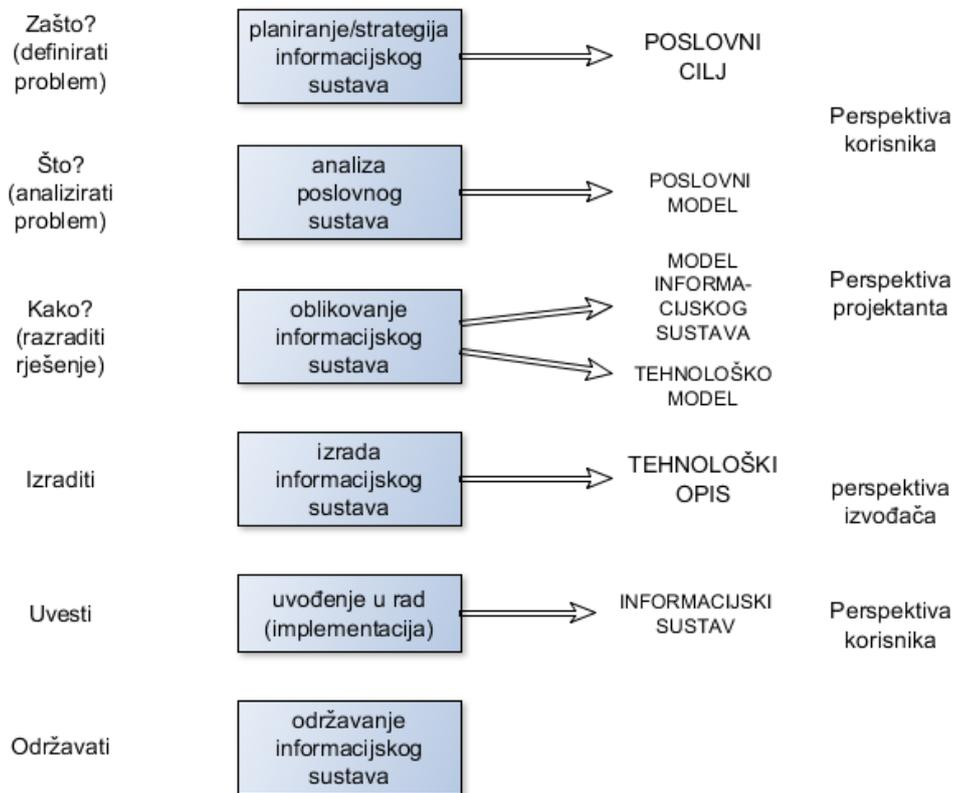 Zašto?
(definirati
problem)
planiranje/strategija
informacijskog
sustava
POSLOVNI
CILJ
Perspektiva
korisnika
Što?
(analizirati
problem)
analiza
poslovnog
sustava
POSLOVNI
MODEL
Kako?
(razraditi
rješenje)
oblikovanje
informacijskog
sustava
MODEL
INFORMA-
CIJSKOG
SUSTAVA
TEHNOLOŠKO
MODEL
Perspektiva
projektanta
Izraditi
izrada
informacijskog
sustava
TEHNOLOŠKI
OPIS
perspektiva
izvođača
Uvesti
uvođenje u rad
(implementacija)
INFORMACIJSKI
SUSTAV
Perspektiva
korisnika
Održavati
održavanje
informacijskog
sustava